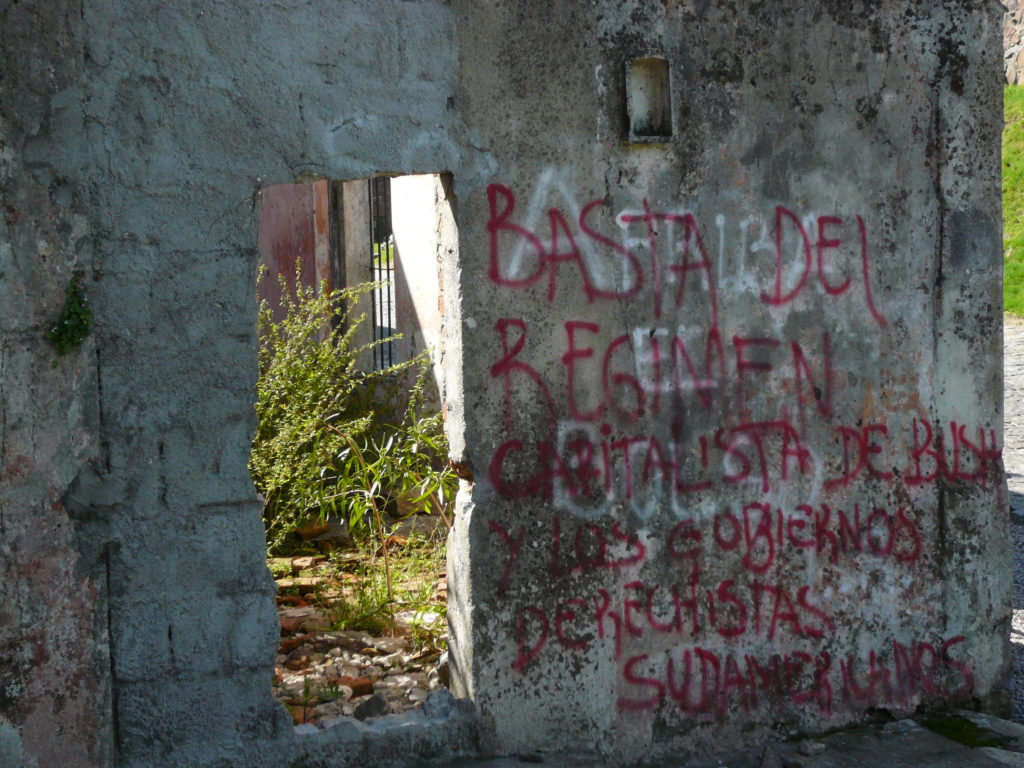 BASTA DEL
REGIMEN
CAPITALISTA DE BUSH
Y LOS GOBIERNOS
DERECHISTAS
SUDAMERICANOS